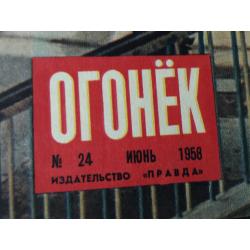 ОГОНЁК
№ 24 ИЮНЬ 1958
ИЗДАТЕЛЬСТВО «ПРАВДА»